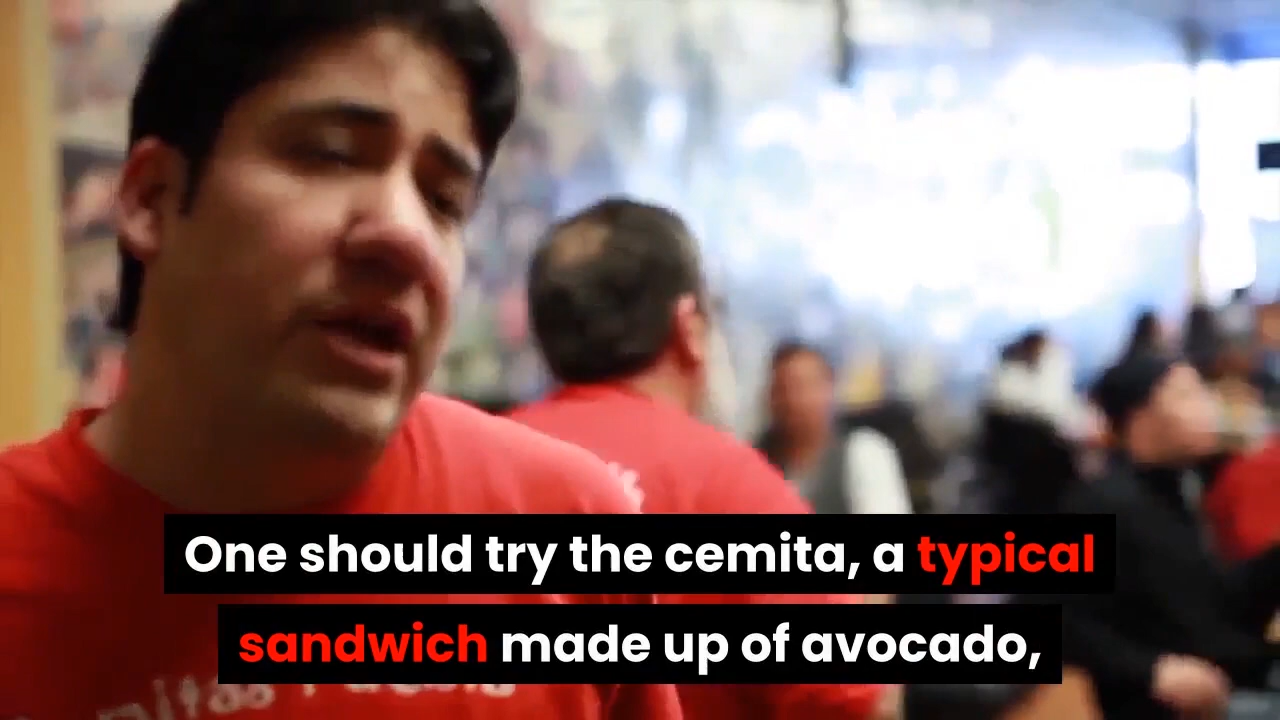 One should try the cemita, a typical
sandwich made up of avocado,